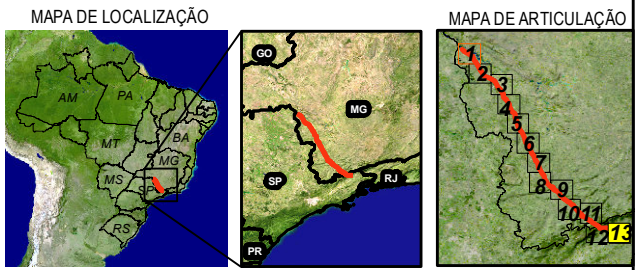 MAPA DE LOCALIZAÇÃO
AM
PA
MT
BA
MG
MS
SP
RS
GO
MG
SP
RJ
PR
MAPA DE ARTICULAÇÃO
1
2
3
4
5
6
7
8
9
10
11
12
13